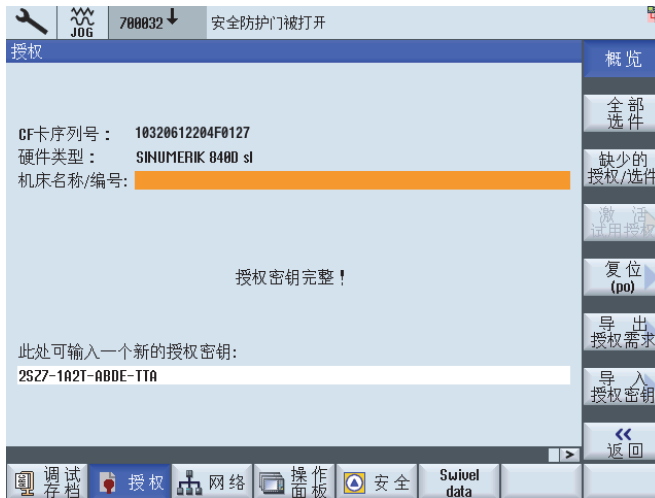 JOG
700032 安全防护门被打开
授权
概览
CF卡序列号： 10320612204F0127
硬件类型： SINUMERIK 840D sl
机床名称/编号:
全部
选件
缺少的
授权/选件
激活
试用授权
授权密钥完整！
复位
(po)
导出
授权需求
此处可输入一个新的授权密钥:
2SZ7-1A2T-ABDE-TTA
导入
授权密钥
<<
返回
>
调试
存档
授权
网络
操作
面板
安全
Swivel
data